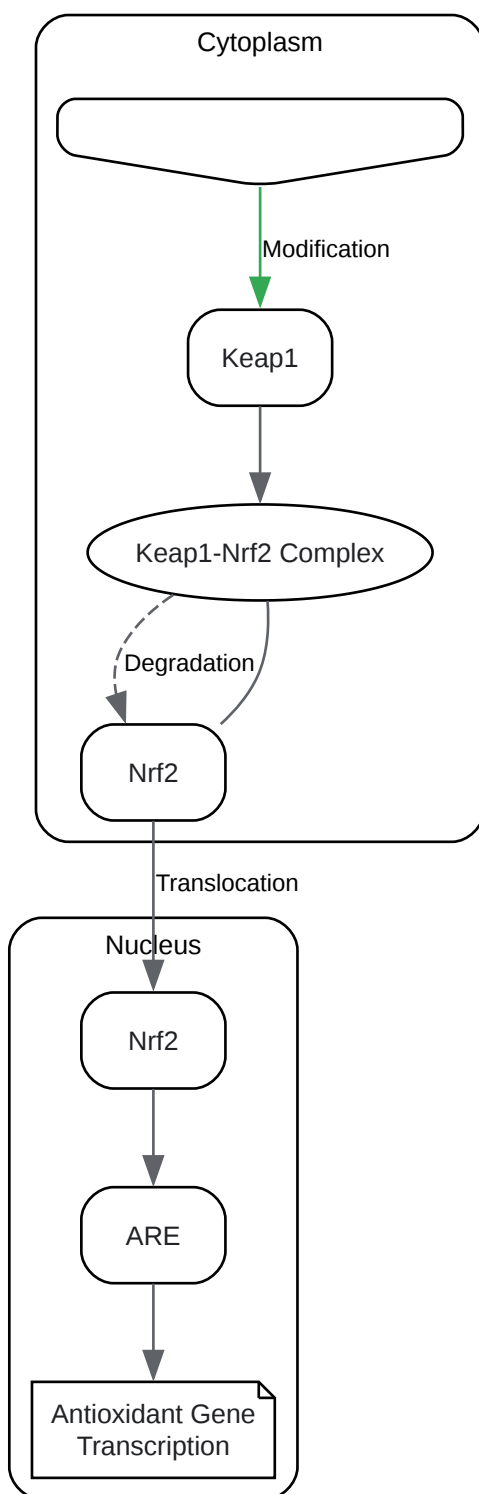 Cytoplasm
Modification
Keap1
Keap1-Nrf2 Complex
Degradation
Nrf2
Translocation
Nucleus
Nrf2
ARE
Antioxidant Gene
Transcription